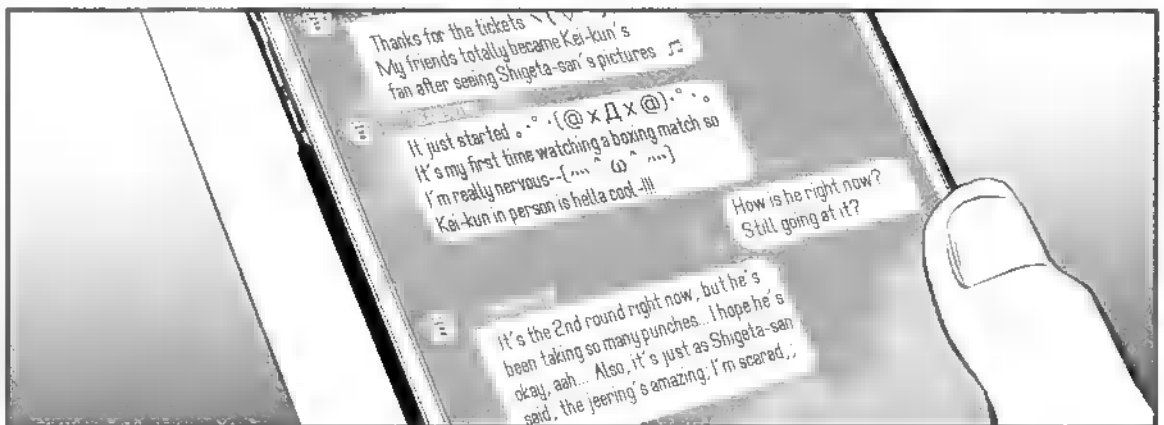 Thanks for the tickets ヽ(
My friends totally became Kei-kun's
fan after seeing Shigeta-san's pictures ♫
It just started 。・°・(@xДx@)・°・。
It's my first time watching a boxing match so
I'm really nervous--(,,,, ^ ω ^ ,,,,)
Kei-kun in person is hella cool-!!!
How is he right now?
Still going at it?
It's the 2nd round right now, but he's
been taking so many punches... I hope he's
okay, aah... Also, it's just as Shigeta-san
said, the jeering's amazing; I'm scarad,;